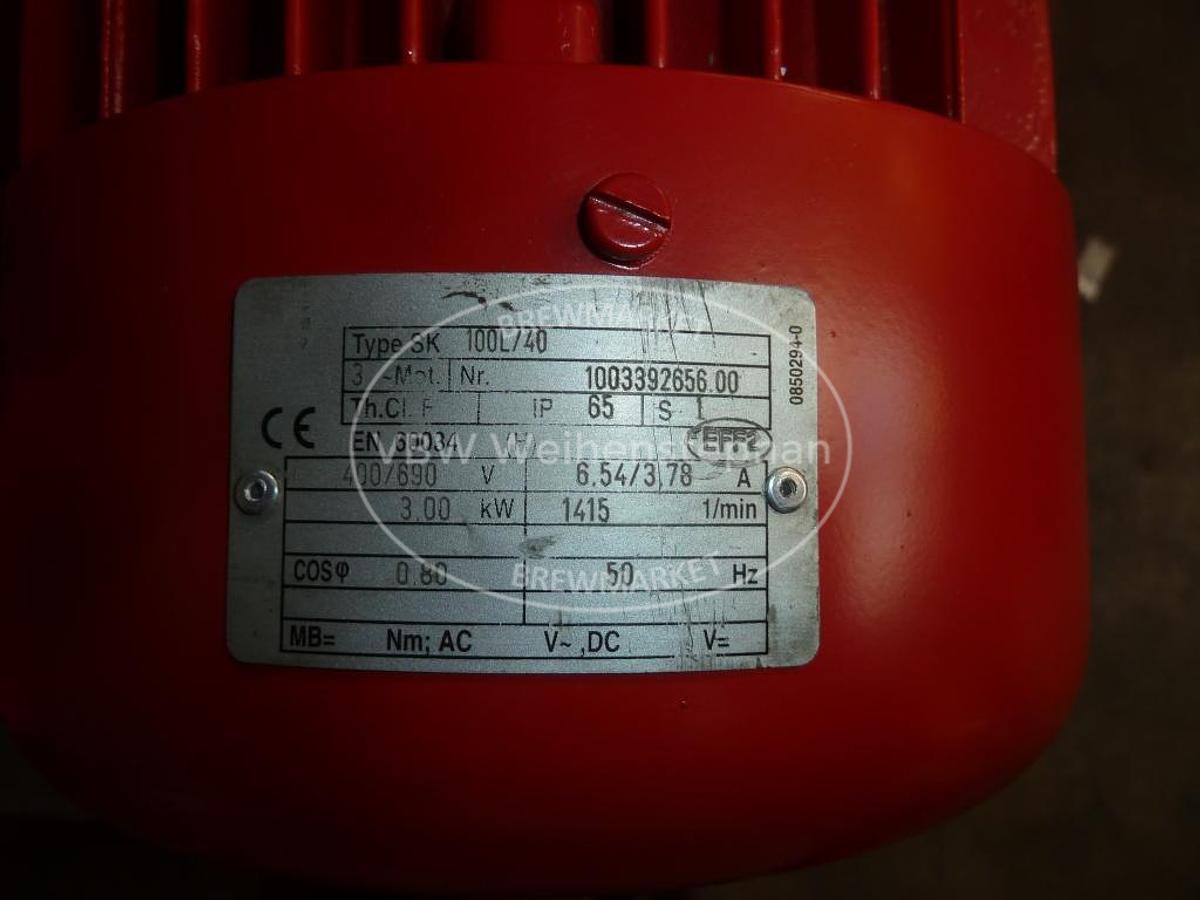 BREWMARKET
Type SK 100L/40
3 ~Mot. Nr. 1003392656.00
Th.Cl. F IP 65 S 1
0850294-0
CE EN 60034 (H) EFF2
VBW Weihenstephan
400/690 V 6.54/3,78 A
3.00 kW 1415 1/min
COSφ 0.80 50 Hz
BREWMARKET
MB= Nm; AC V~ ,DC V=